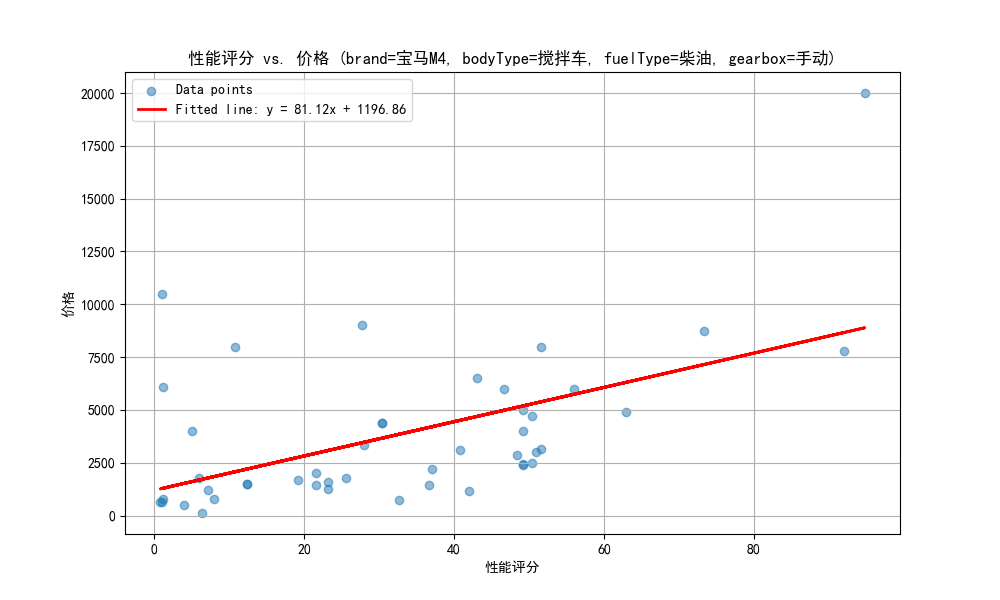 性能评分 vs. 价格 (brand=宝马M4, bodyType=搅拌车, fuelType=柴油, gearbox=手动)
Data points
Fitted line: y = 81.12x + 1196.86
20000
17500
15000
12500
10000
7500
5000
2500
0
价格
0 20 40 60 80
性能评分